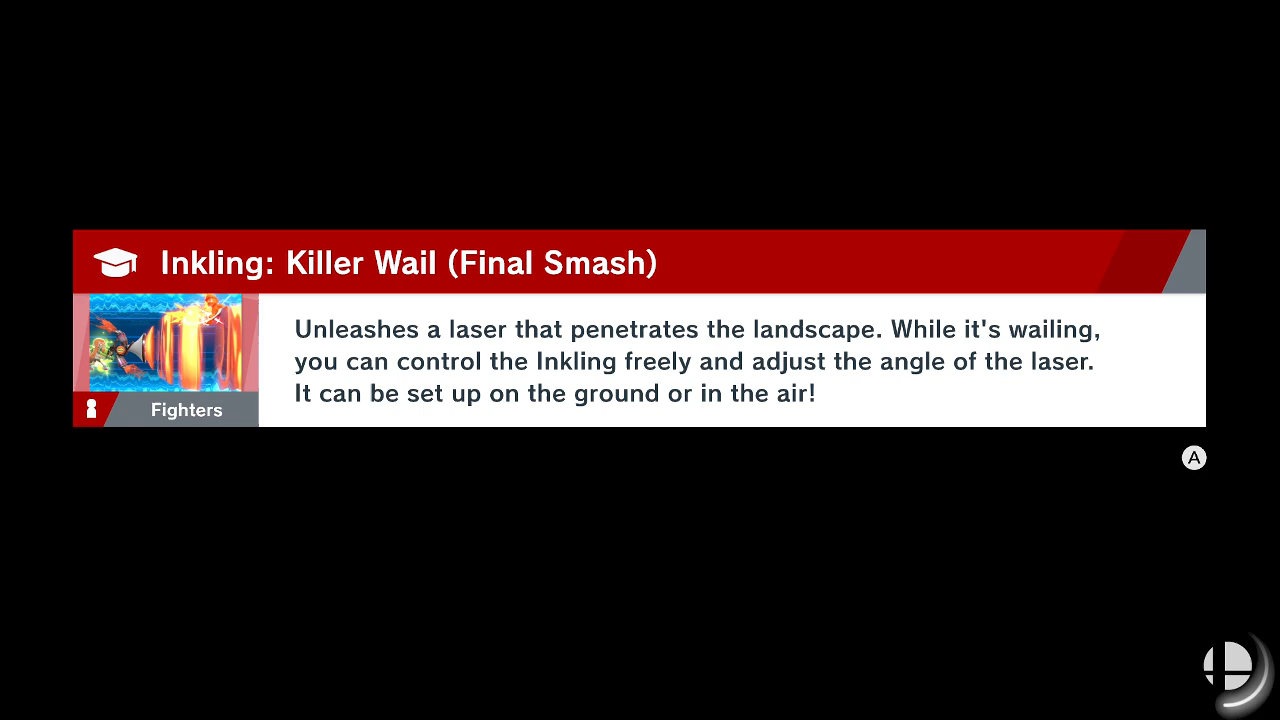 Inkling: Killer Wail (Final Smash)
Unleashes a laser that penetrates the landscape. While it's wailing,
you can control the Inkling freely and adjust the angle of the laser.
It can be set up on the ground or in the air!
Fighters
A